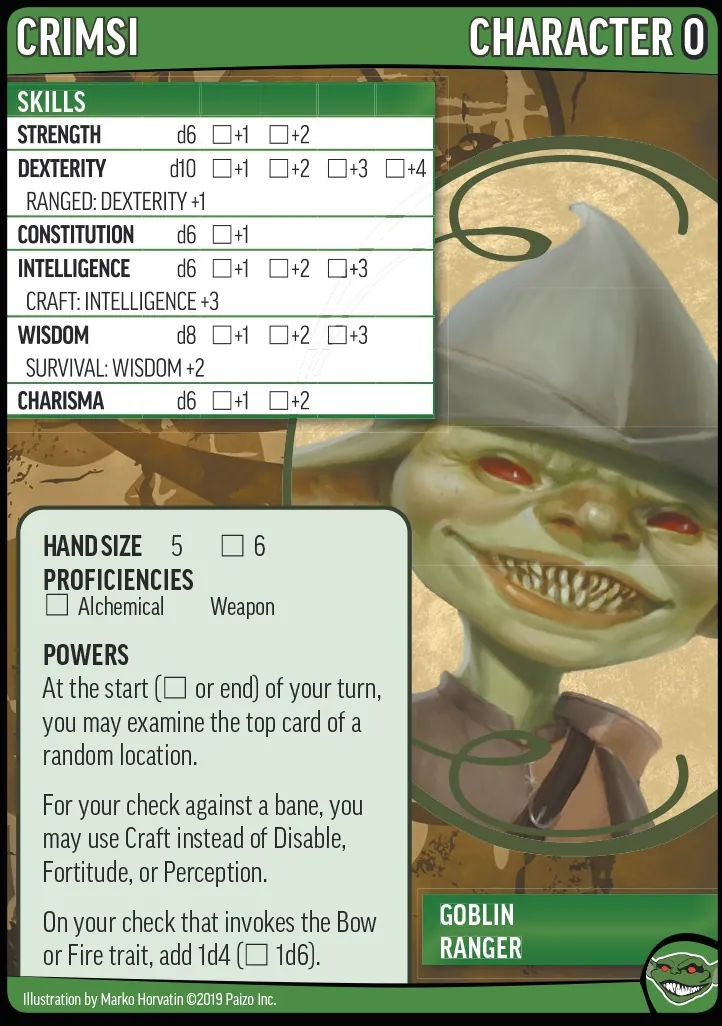 CRIMSI CHARACTER 0
SKILLS
STRENGTH d6 ☐+1 ☐+2
DEXTERITY d10 ☐+1 ☐+2 ☐+3 ☐+4
RANGED: DEXTERITY +1
CONSTITUTION d6 ☐+1
INTELLIGENCE d6 ☐+1 ☐+2 ☐+3
CRAFT: INTELLIGENCE +3
WISDOM d8 ☐+1 ☐+2 ☐+3
SURVIVAL: WISDOM +2
CHARISMA d6 ☐+1 ☐+2
HAND SIZE 5 ☐ 6
PROFICIENCIES
☐ Alchemical Weapon
POWERS
At the start (☐ or end) of your turn,
you may examine the top card of a
random location.
For your check against a bane, you
may use Craft instead of Disable,
Fortitude, or Perception.
On your check that invokes the Bow
or Fire trait, add 1d4 (☐ 1d6).
GOBLIN
RANGER
Illustration by Marko Horvatin ©2019 Paizo Inc.